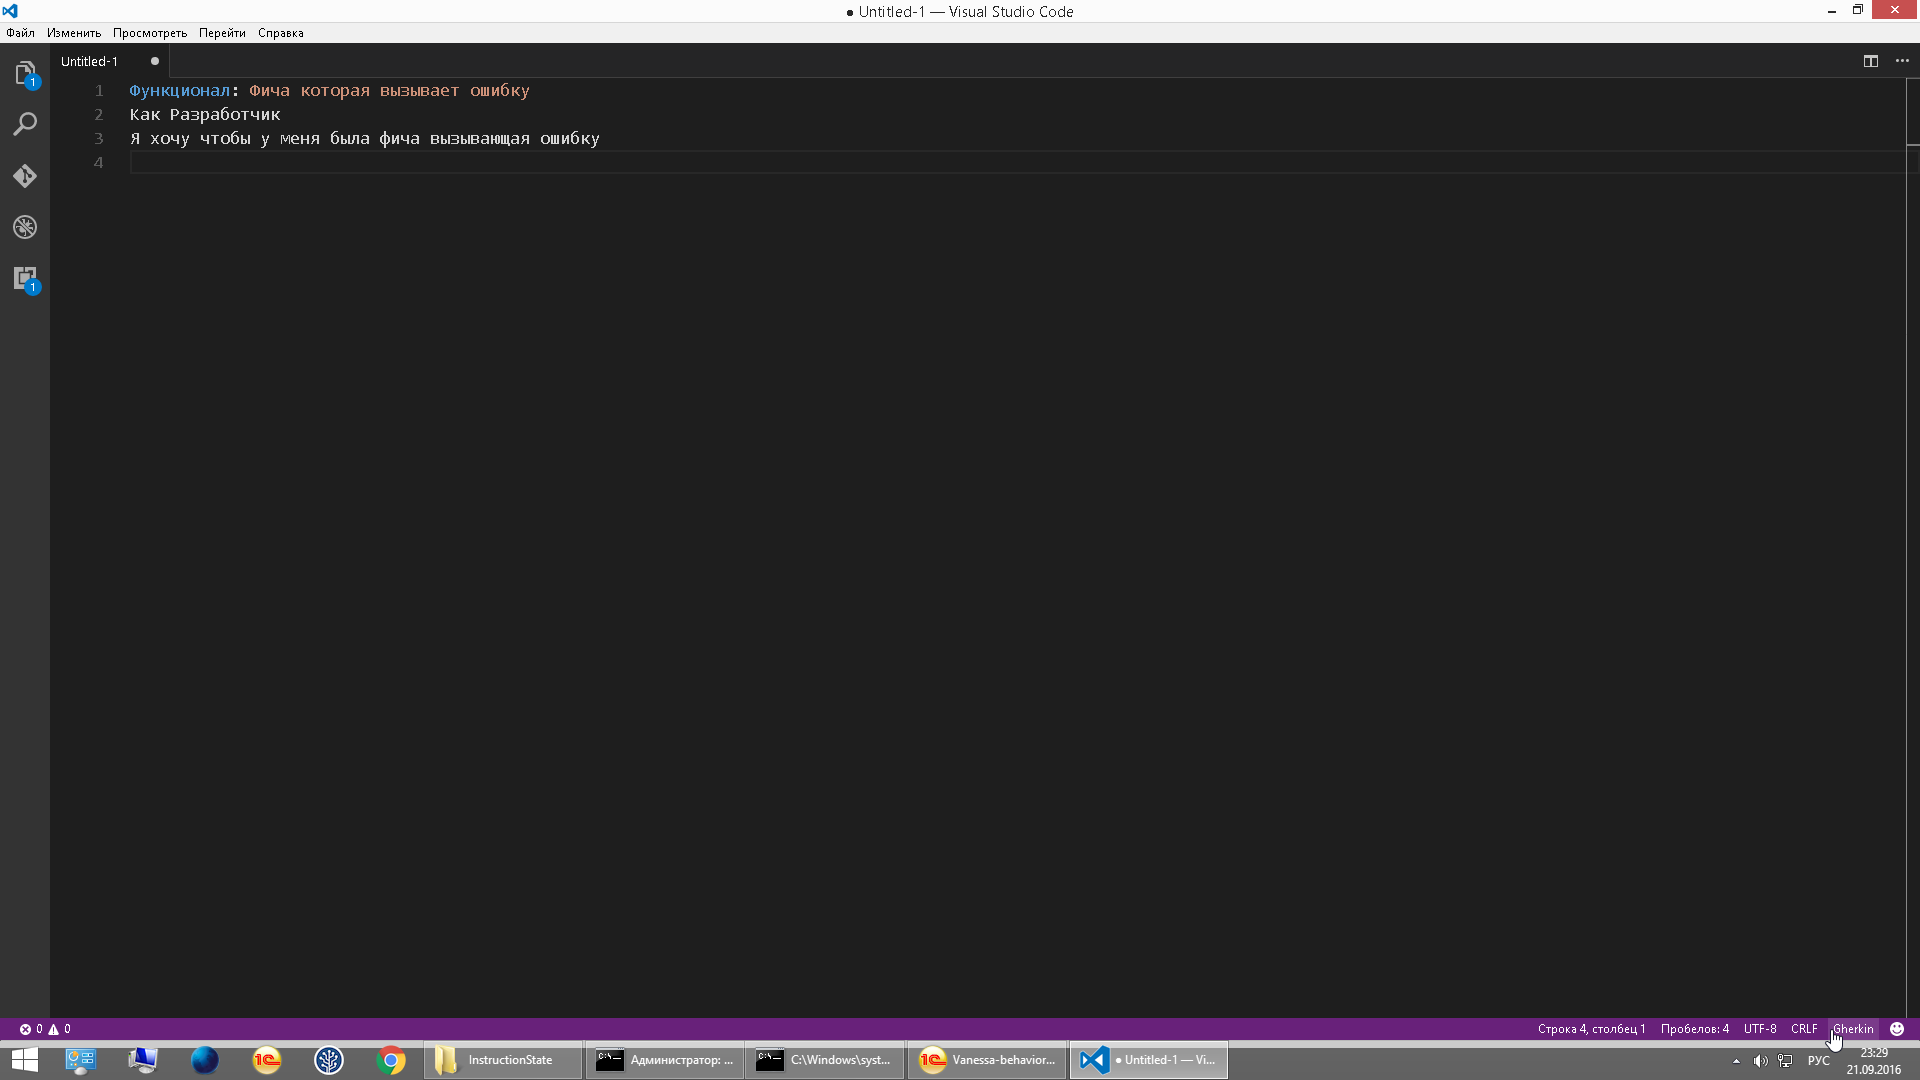 ● Untitled-1 — Visual Studio Code
Файл Изменить Просмотреть Перейти Справка
Untitled-1
1
1 Функционал: Фича которая вызывает ошибку
2 Как Разработчик
3 Я хочу чтобы у меня была фича вызывающая ошибку
4
1
0 0 Строка 4, столбец 1 Пробелов: 4 UTF-8 CRLF Gherkin
InstructionState Администратор: ... C:\Windows\syst... Vanessa-behavior... ● Untitled-1 — Vi... РУС 23:29
21.09.2016